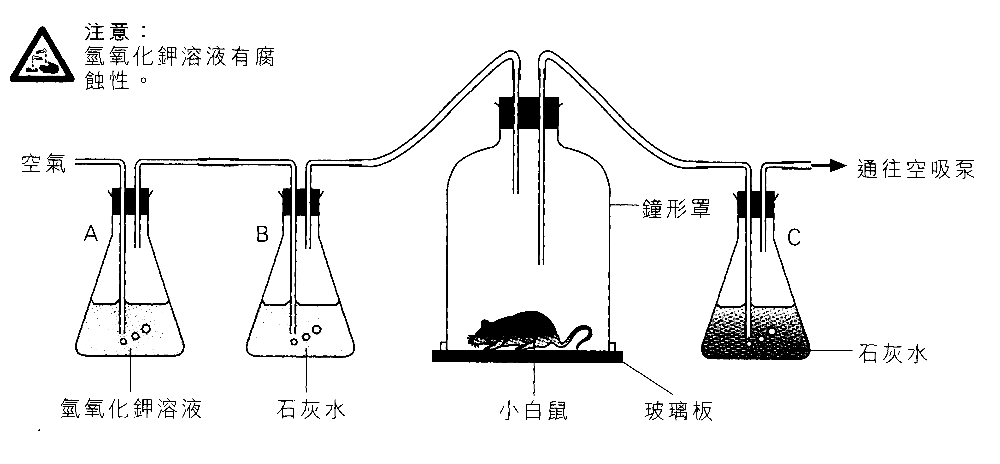 注意：
氫氧化鉀溶液有腐
蝕性。
空氣
通往空吸泵
鐘形罩
A
B
C
石灰水
氫氧化鉀溶液
石灰水
小白鼠
玻璃板